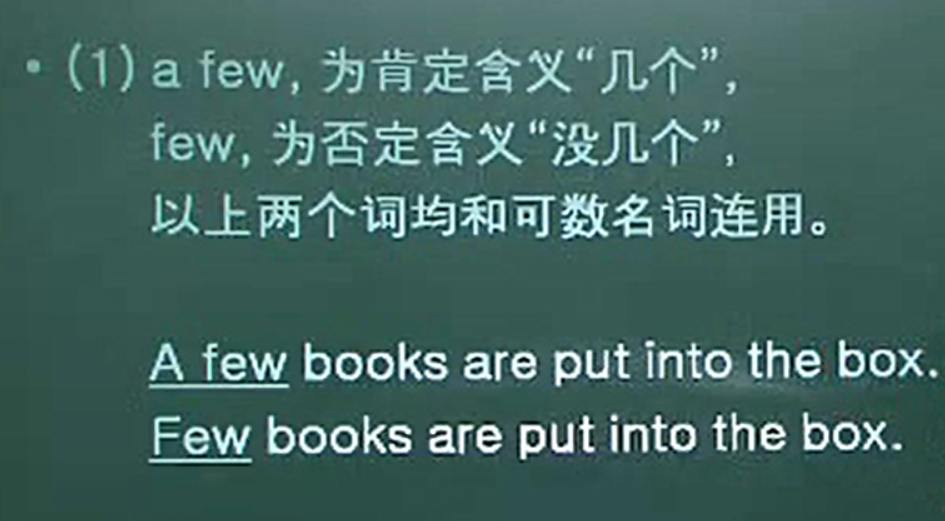 • (1) a few, 为肯定含义“几个”,
few, 为否定含义“没几个”,
以上两个词均和可数名词连用。
A few books are put into the box.
Few books are put into the box.